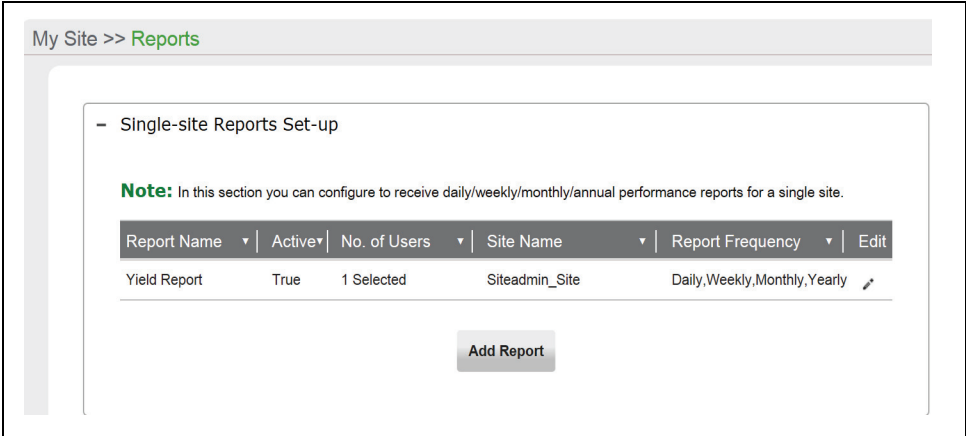 My Site >> Reports
− Single-site Reports Set-up
Note: In this section you can configure to receive daily/weekly/monthly/annual performance reports for a single site.
Report Name ▼ Active▼ No. of Users ▼ Site Name ▼ Report Frequency ▼ Edit
Yield Report True 1 Selected Siteadmin_Site Daily,Weekly,Monthly,Yearly
Add Report